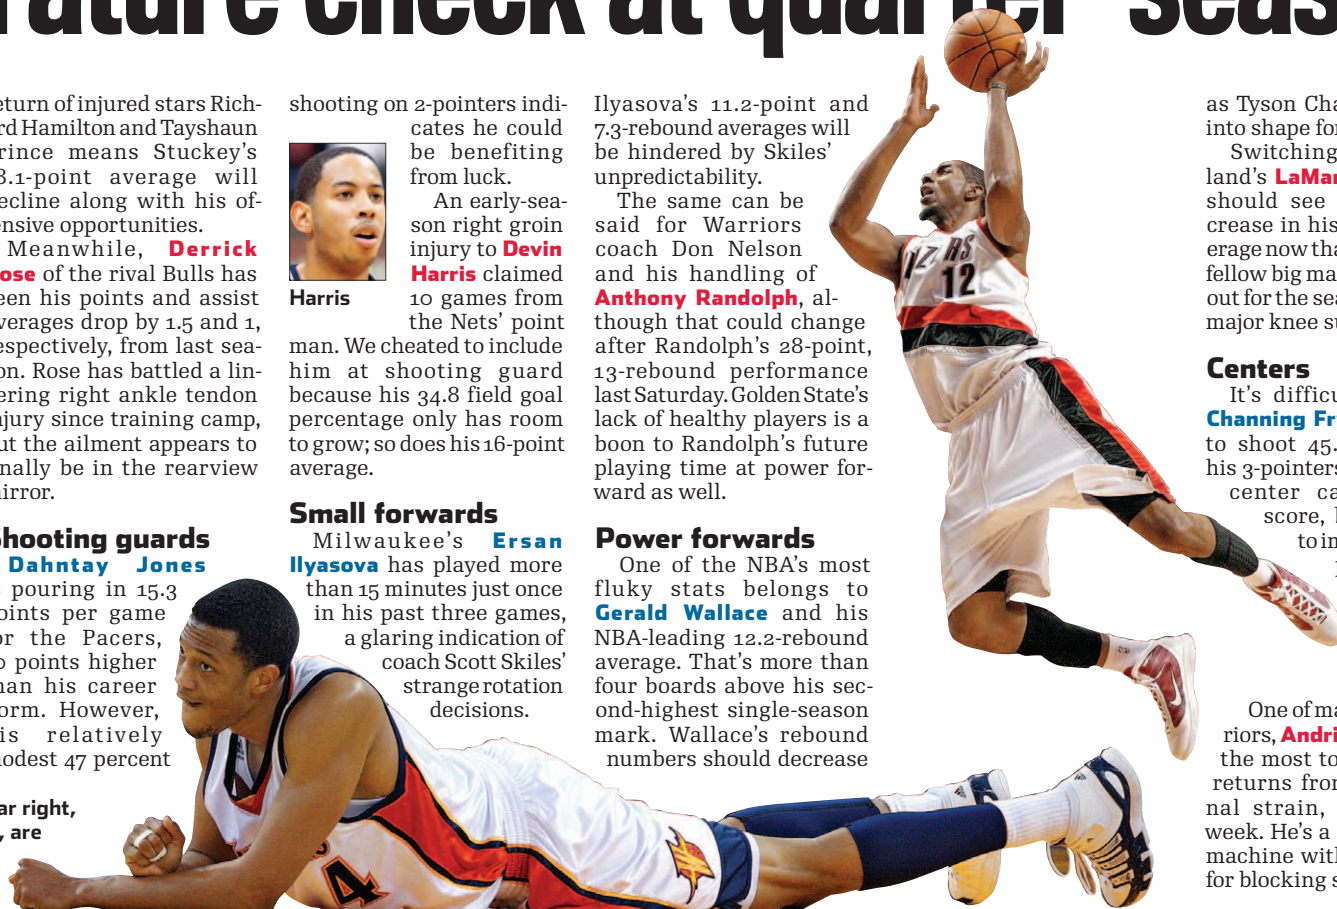 rature check at quarter-seas
eturn of injured stars Rich-
rd Hamilton and Tayshaun
rince means Stuckey's
8.1-point average will
ecline along with his of-
ensive opportunities.
Meanwhile, Derrick
ose of the rival Bulls has
een his points and assist
verages drop by 1.5 and 1,
espectively, from last sea-
on. Rose has battled a lin-
ering right ankle tendon
njury since training camp,
ut the ailment appears to
nally be in the rearview
irror.
hooting guards
Dahntay Jones
pouring in 15.3
oints per game
or the Pacers,
0 points higher
han his career
orm. However,
is relatively
odest 47 percent
ar right,
, are
shooting on 2-pointers indi-
cates he could
be benefiting
from luck.
An early-sea-
son right groin
injury to Devin
Harris claimed
10 games from
the Nets' point
Harris
man. We cheated to include
him at shooting guard
because his 34.8 field goal
percentage only has room
to grow; so does his 16-point
average.
Small forwards
Milwaukee's Ersan
Ilyasova has played more
than 15 minutes just once
in his past three games,
a glaring indication of
coach Scott Skiles'
strange rotation
decisions.
Ilyasova's 11.2-point and
7.3-rebound averages will
be hindered by Skiles'
unpredictability.
The same can be
said for Warriors
coach Don Nelson
and his handling of
Anthony Randolph, al-
though that could change
after Randolph's 28-point,
13-rebound performance
last Saturday. Golden State's
lack of healthy players is a
boon to Randolph's future
playing time at power for-
ward as well.
Power forwards
One of the NBA's most
fluky stats belongs to
Gerald Wallace and his
NBA-leading 12.2-rebound
average. That's more than
four boards above his sec-
ond-highest single-season
mark. Wallace's rebound
numbers should decrease
12
4
as Tyson Cha
into shape for
Switching
land's LaMar
should see
crease in his
erage now tha
fellow big ma
out for the sea
major knee su
Centers
It's difficu
Channing Fr
to shoot 45.
his 3-pointers
center ca
score,
to in
One of ma
riors, Andri
the most to
returns from
nal strain,
week. He's a
machine with
for blocking s